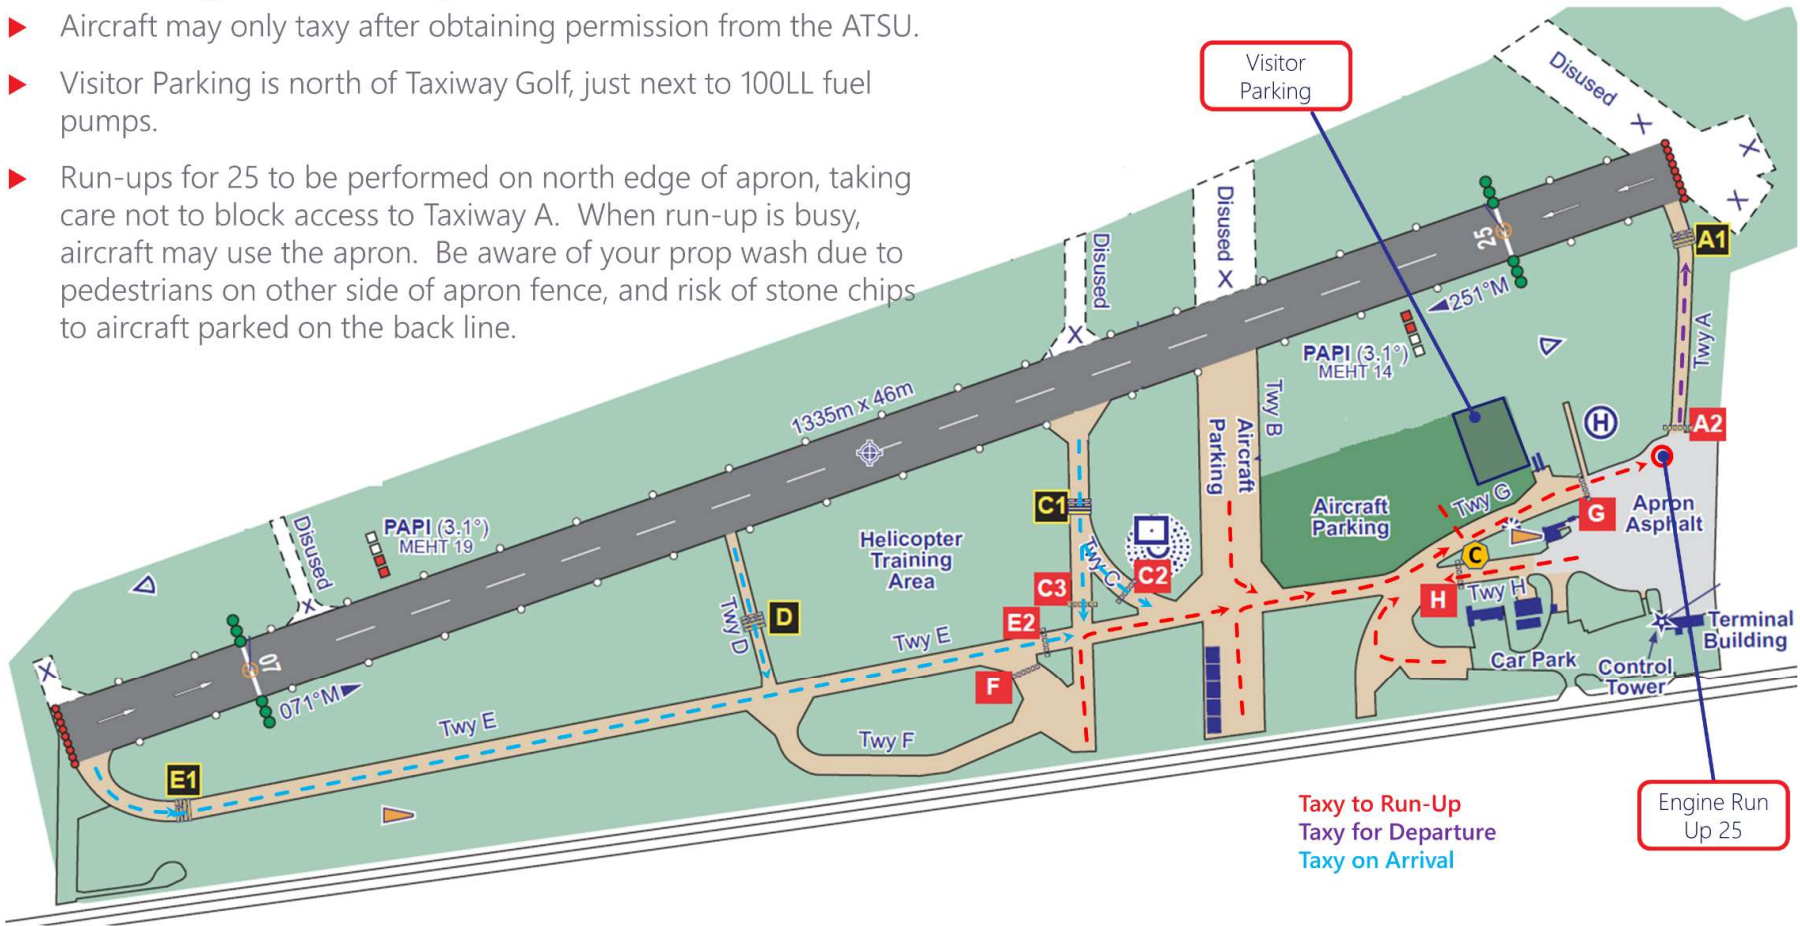 Aircraft may only taxy after obtaining permission from the ATSU.
Visitor Parking is north of Taxiway Golf, just next to 100LL fuel
pumps.
Run-ups for 25 to be performed on north edge of apron, taking
care not to block access to Taxiway A.  When run-up is busy,
aircraft may use the apron.  Be aware of your prop wash due to
pedestrians on other side of apron fence, and risk of stone chips
to aircraft parked on the back line.
Visitor
Parking
Disused
X
X
X
Disused
X
Disused
X
25
251°M
A1
PAPI (3.1°)
MEHT 14
Twy A
1335m x 46m
Twy B
Aircraft
Parking
H
A2
Disused
X
PAPI (3.1°)
MEHT 19
C1
Helicopter
Training
Area
Aircraft
Parking
Twy G
G
Apron
Asphalt
C
Twy C
C2
C3
H
Twy H
D
Twy D
E2
Twy E
Terminal
Building
Car Park
Control
Tower
X
07
071°M
F
Twy E
Twy F
E1
Taxy to Run-Up
Taxy for Departure
Taxy on Arrival
Engine Run
Up 25